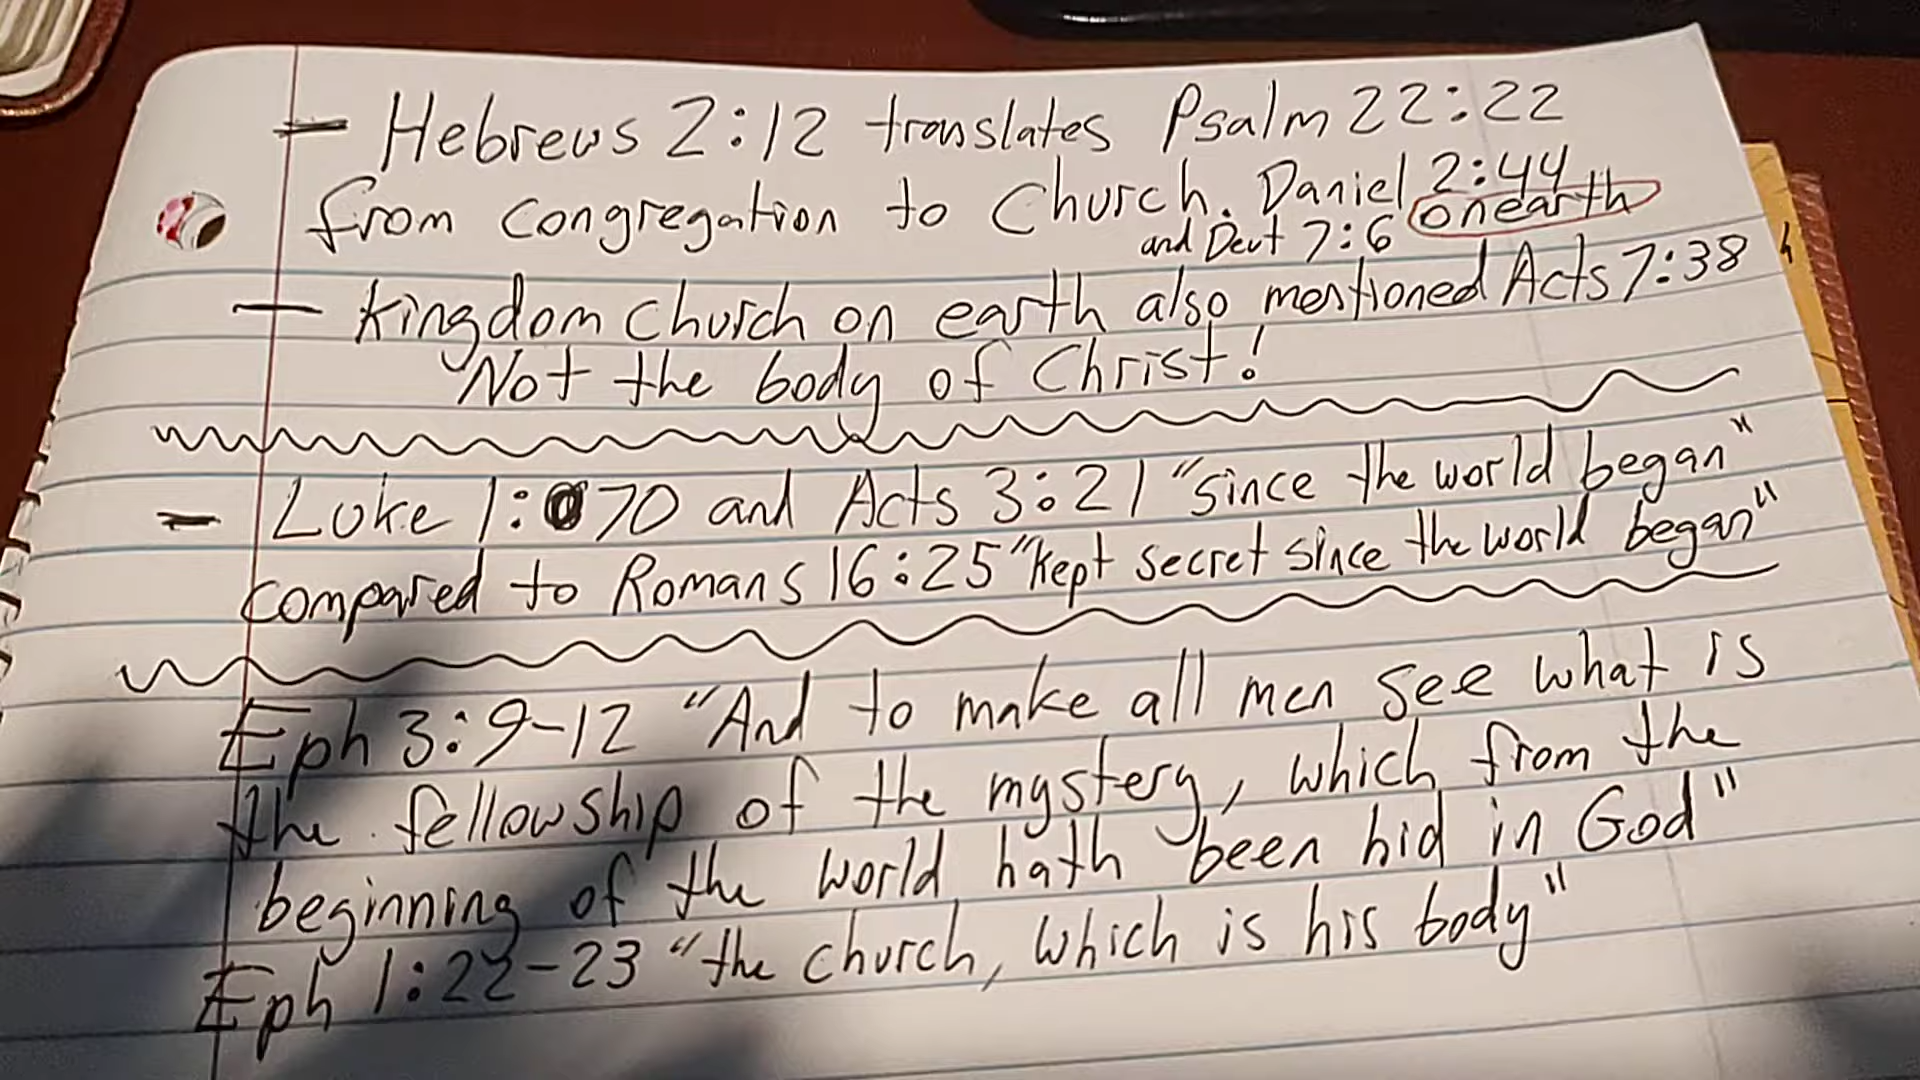 — Hebrews 2:12 translates Psalm 22:22
from congregation to Church. Daniel 2:44
and Deut 7:6 on earth
— Kingdom church on earth also mentioned Acts 7:38
Not the body of Christ!
- Luke 1:70 and Acts 3:21 "since the world began"
compared to Romans 16:25 "kept secret since the world began"
Eph 3:9-12 "And to make all men see what is
the fellowship of the mystery, which from the
beginning of the world hath been hid in God"
Eph 1:22-23 "the church, which is his body"